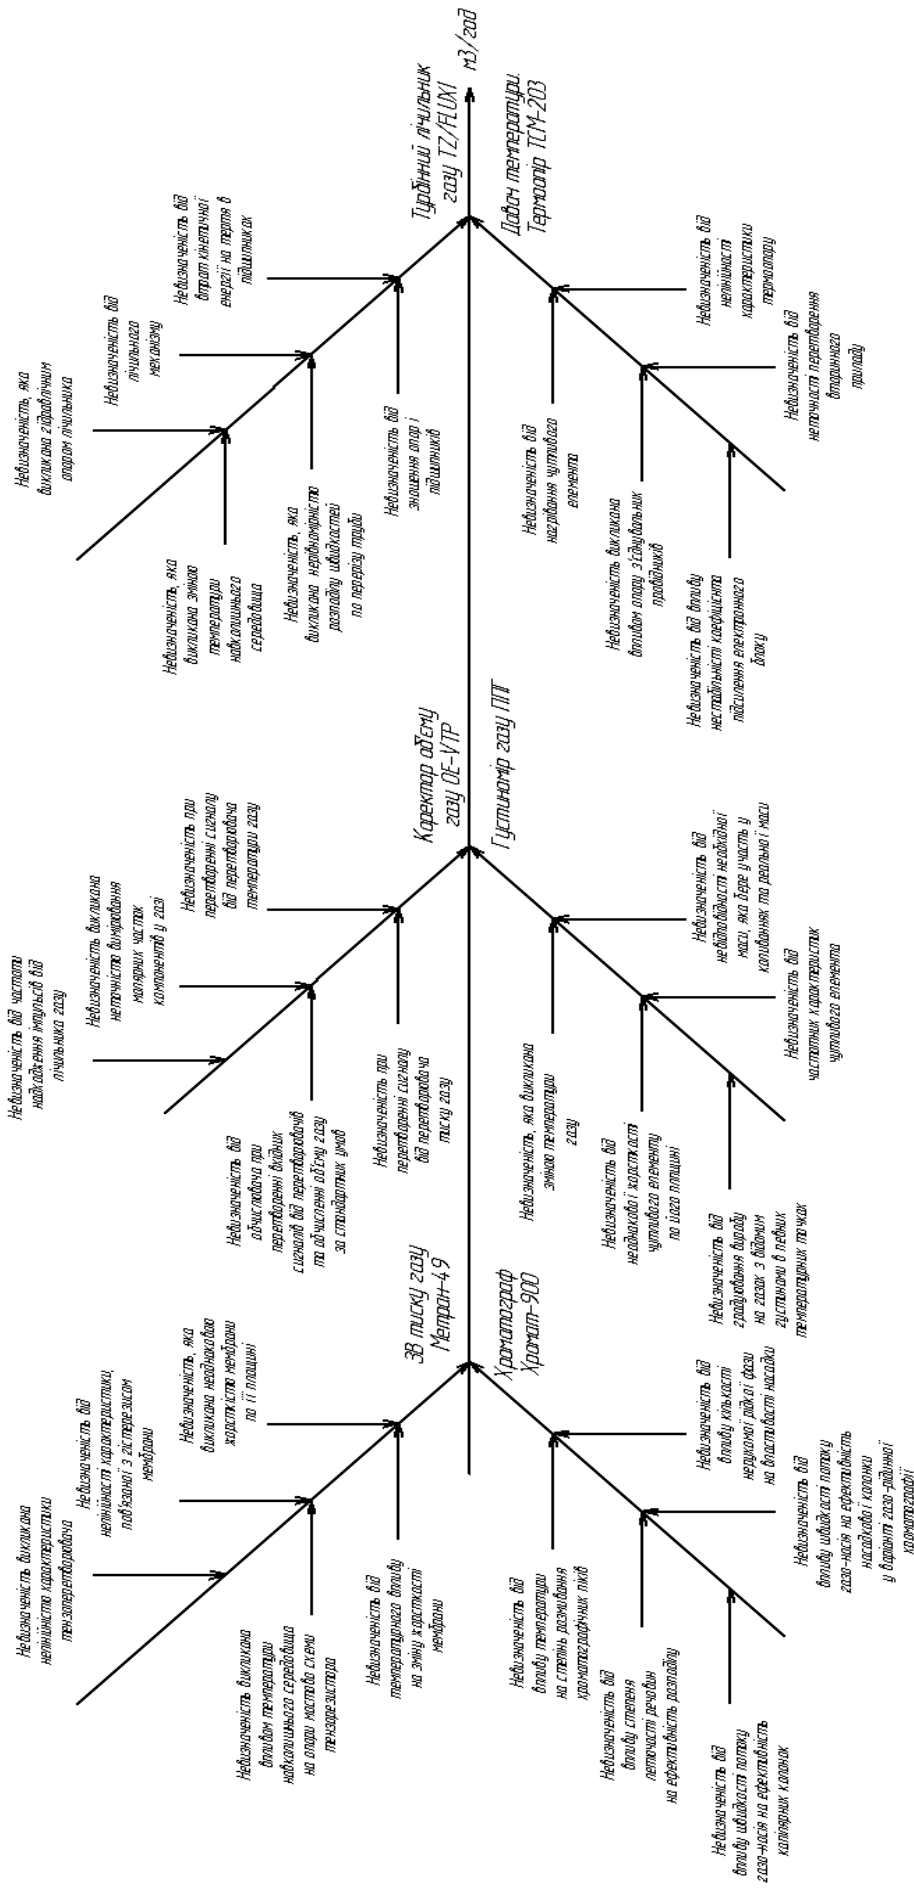 Невизначеність викликана
нелінійністю характеристики
тензоперетворювача
Невизначеність від
нелінійності характеристики,
пов'язаної з гістерезисом
мембрани
Невизначеність, яка
викликана неоднаковою
жорсткістю мембрани
по її площині
ЗВ тиску газу
Метран-49
Невизначеність викликана
впливом температури
навколишнього середовища
на опори мостової схеми
тензорезистора
Невизначеність від
температурного впливу
на зміну жорсткості
мембрани
Невизначеність від частоти
надходження імпульсів від
лічильника газу
Невизначеність викликана
неточністю вимірювання
молярних часток
компонентів у газі
Невизначеність при
перетворенні сигналу
від перетворювача
температури газу
Коректор об'єму
газу ОЕ-VTP
Невизначеність від
обчислювача при
перетворенні вхідних
сигналів від перетворювачів
та обчисленні об'єму газу
за стандартних умов
Невизначеність при
перетворенні сигналу
від перетворювача
тиску газу
Невизначеність, яка
викликана гідравлічним
опором лічильника
Невизначеність від
лічильного
механізму
Невизначеність від
втрат кінетичної
енергії на тертя в
підшипниках
Турбінний лічильник
газу TZ/FLUXI
м3/год
Невизначеність, яка
викликана зміною
температури
навколишнього
середовища
Невизначеність, яка
викликана нерівномірністю
розподілу швидкостей
по перерізу труби
Невизначеність від
зношення опор і
підшипників
Хроматограф
Хромат-900
Невизначеність від
впливу температури
на степінь розмивання
хроматографічних піків
Невизначеність від
впливу степеня
леточості речовин
на ефективність розподілу
Невизначеність від
впливу швидкості потоку
газо-носія на ефективність
капілярних колонок
Невизначеність від
впливу кількості
нерухомої рідкої фази
на властивості насадки
Невизначеність від
впливу швидкості потоку
газо-носія на ефективність
насадкової колонки
у варіанті газо-рідинної
хроматографії
Густиномір газу ППГ
Невизначеність, яка викликана
зміною температури
газу
Невизначеність від
неоднакової жорсткості
чутливого елементу
по його площині
Невизначеність від
градуювання виробу
на газах з відомим
густинами в певних
температурних точках
Невизначеність від
невідповідності необхідної
маси, яка бере участь у
коливаннях та реальної маси
Невизначеність від
частотних характеристик
чутливого елемента
Давач температури.
Термоопір ТСМ-203
Невизначеність від
нагрівання чутливого
елемента
Невизначеність викликана
впливом опору з'єднувальних
провідників
Невизначеність від впливу
нестабільності коефіцієнта
підсилення електронного
блоку
Невизначеність від
нелінійності
характеристики
термоопору
Невизначеність від
неточності перетворення
вторинного
приладу